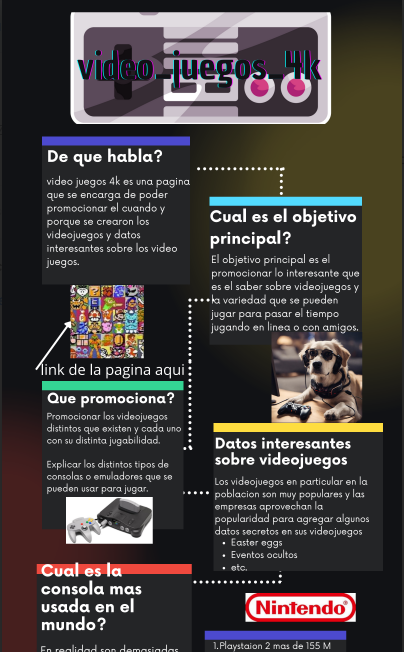 video_juegos_4k
De que habla?
video juegos 4k es una pagina
que se encarga de poder
promocionar el cuando y
porque se crearon los
videojuegos y datos
interesantes sobre los video
juegos.
Cual es el objetivo
principal?
El objetivo principal es el
promocionar lo interesante que
es el saber sobre videojuegos y
la variedad que se pueden
jugar para pasar el tiempo
jugando en linea o con amigos.
link de la pagina aqui
Que promociona?
Promocionar los videojuegos
distintos que existen y cada uno
con su distinta jugabilidad.
Explicar los distintos tipos de
consolas o emuladores que se
pueden usar para jugar.
Datos interesantes
sobre videojuegos
Los videojuegos en particular en la
poblacion son muy populares y las
empresas aprovechan la
popularidad para agregar algunos
datos secretos en sus videojuegos
• Easter eggs
• Eventos ocultos
• etc.
Cual es la
consola mas
usada en el
mundo?
En realidad son demasiadas
Nintendo
1.Playstaion 2 mas de 155 M